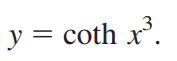 y = coth x³.